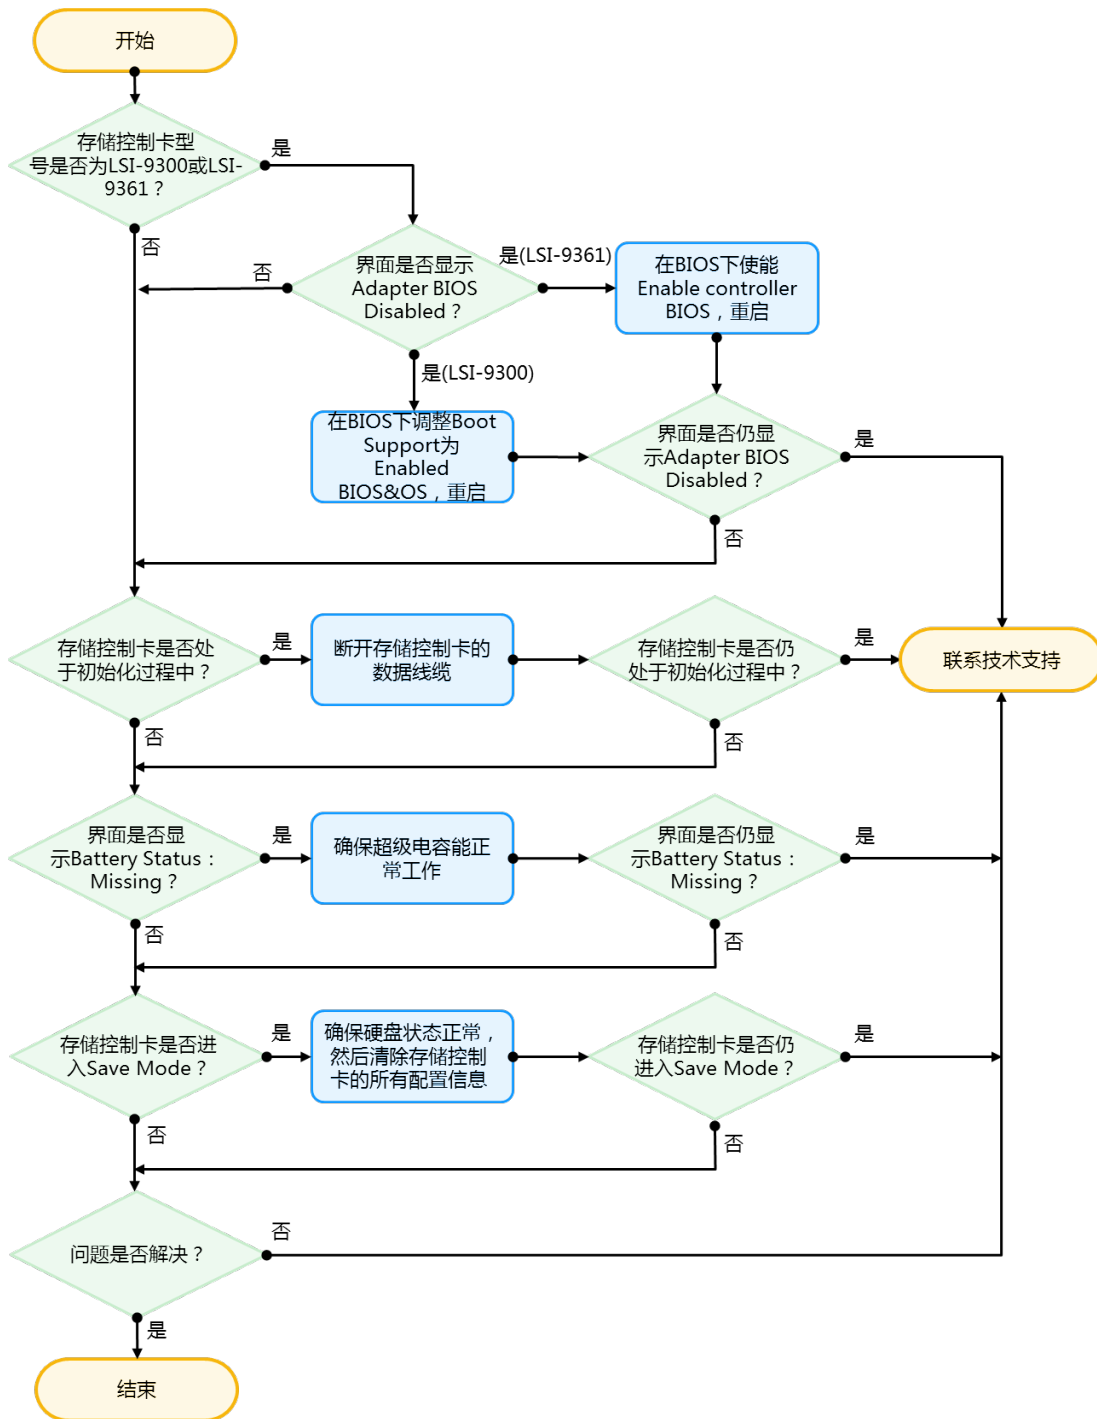 开始
存储控制卡型
号是否为LSI-9300或LSI-
9361？
是
否
界面是否显示
Adapter BIOS
Disabled？
否
是(LSI-9361)
在BIOS下使能
Enable controller
BIOS，重启
是(LSI-9300)
在BIOS下调整Boot
Support为
Enabled
BIOS&OS，重启
界面是否仍显
示Adapter BIOS
Disabled？
是
否
存储控制卡是否处
于初始化过程中？
是
断开存储控制卡的
数据线缆
存储控制卡是否仍
处于初始化过程中？
是
联系技术支持
否
否
界面是否显
示Battery Status：
Missing？
是
确保超级电容能正
常工作
界面是否仍显
示Battery Status：
Missing？
是
否
否
存储控制卡是否进
入Save Mode？
是
确保硬盘状态正常，
然后清除存储控制
卡的所有配置信息
存储控制卡是否仍
进入Save Mode？
是
否
否
问题是否解决？
否
是
结束